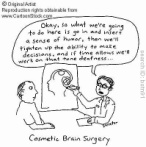 © Original Artist
Reproduction rights obtainable from
www.CartoonStock.com
Okay, so what we're going
to do here is go in and insert
a sense of humor, then we'll
tighten up the ability to make
decisions, and if time allows we'll
work on that tone deafness...
Cosmetic Brain Surgery